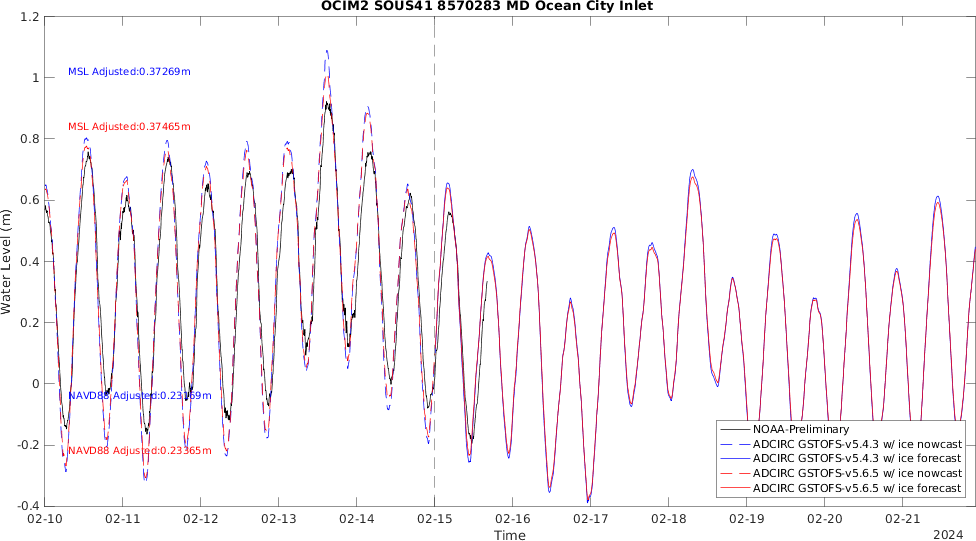 OCIM2 SOUS41 8570283 MD Ocean City Inlet
1.2
1
0.8
0.6
0.4
0.2
0
-0.2
-0.4
Water Level (m)
MSL Adjusted:0.37269m
MSL Adjusted:0.37465m
NAVD88 Adjusted:0.23169m
NAVD88 Adjusted:0.23365m
NOAA-Preliminary
ADCIRC GSTOFS-v5.4.3 w/ ice nowcast
ADCIRC GSTOFS-v5.4.3 w/ ice forecast
ADCIRC GSTOFS-v5.6.5 w/ ice nowcast
ADCIRC GSTOFS-v5.6.5 w/ ice forecast
02-10 02-11 02-12 02-13 02-14 02-15 02-16 02-17 02-18 02-19 02-20 02-21
Time
2024